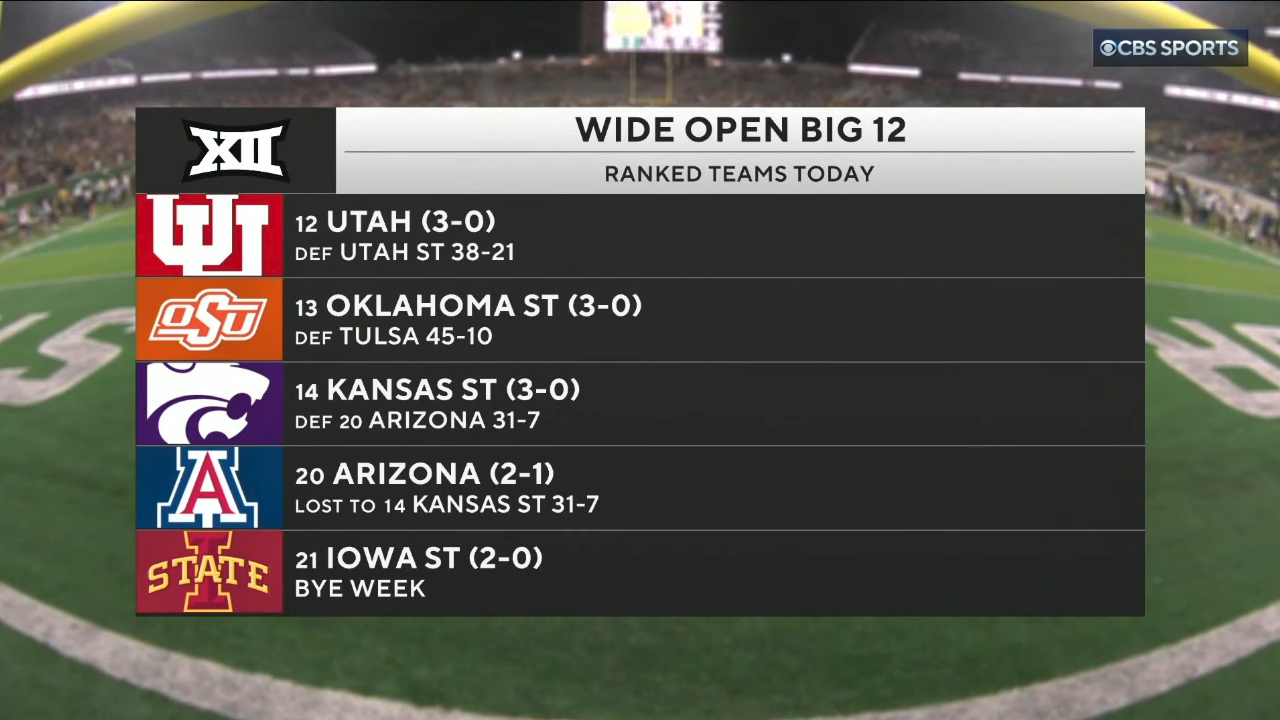 CBS SPORTS
XII
WIDE OPEN BIG 12
RANKED TEAMS TODAY
12 UTAH (3-0)
DEF UTAH ST 38-21
OSU
13 OKLAHOMA ST (3-0)
DEF TULSA 45-10
14 KANSAS ST (3-0)
DEF 20 ARIZONA 31-7
A
20 ARIZONA (2-1)
LOST TO 14 KANSAS ST 31-7
I
STATE
21 IOWA ST (2-0)
BYE WEEK